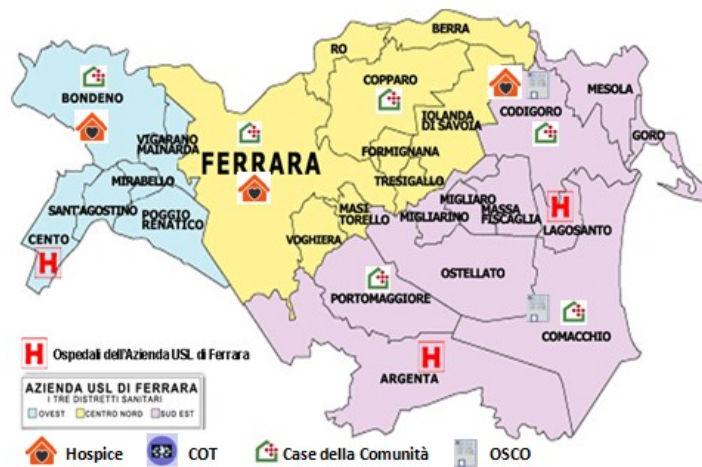 BERRA
RO
COPPARO
MESOLA
BONDENO
CODIGORO
IOLANDA
DI SAVOIA
GORO
VIGARANO
MAINARDA
FERRARA
FORMIGNANA
MIRABELLO
TRESIGALLO
SANT'AGOSTINO
MASI
TORELLO
MIGLIARO
MIGLIARINO
MASSA
FISCAGLIA
POGGIO
RENATICO
LAGOSANTO
CENTO
VOGHIERA
H
H
OSTELLATO
PORTOMAGGIORE
COMACCHIO
H
ARGENTA
H Ospedali dell'Azienda USL di Ferrara
AZIENDA USL DI FERRARA
I TRE DISTRETTI SANITARI
OVEST CENTRO NORD SUD EST
Hospice COT Case della Comunità OSCO